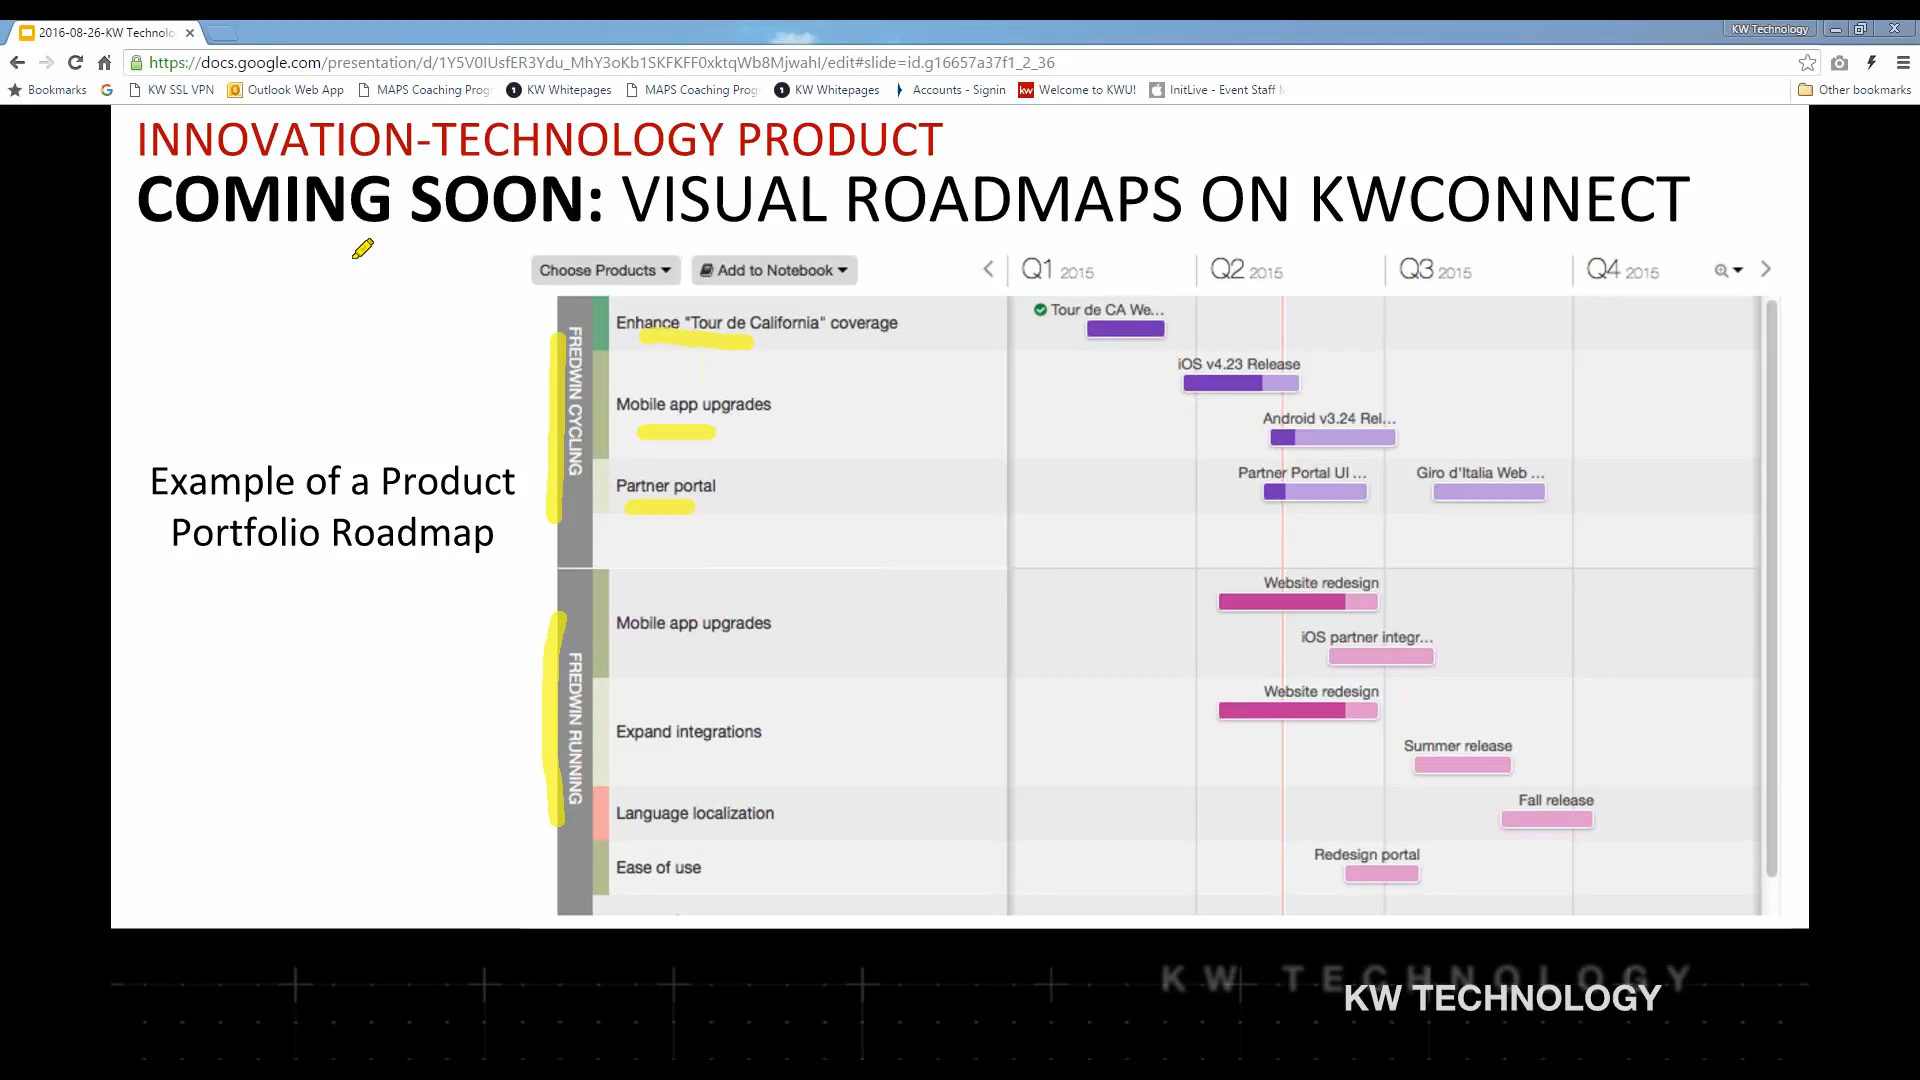 2016-08-26-KW Technolo
KW Technology
https://docs.google.com/presentation/d/1Y5V0IUsfER3Ydu_MhY3oKb1SKFKFF0xktqWb8MjwahI/edit#slide=id.g16657a37f1_2_36
Bookmarks
KW SSL VPN
Outlook Web App
MAPS Coaching Prog
KW Whitepages
MAPS Coaching Prog
KW Whitepages
Accounts - Signin
kw
Welcome to KWU!
InitLive - Event Staff
Other bookmarks
INNOVATION-TECHNOLOGY PRODUCT
COMING SOON: VISUAL ROADMAPS ON KWCONNECT
Choose Products
Add to Notebook
Q1 2015
Q2 2015
Q3 2015
Q4 2015
Example of a Product
Portfolio Roadmap
FREDWIN CYCLING
Enhance "Tour de California" coverage
Tour de CA We...
Mobile app upgrades
iOS v4.23 Release
Android v3.24 Rel...
Partner portal
Partner Portal UI ...
Giro d'Italia Web ...
FREDWIN RUNNING
Mobile app upgrades
Website redesign
iOS partner integr...
Expand integrations
Website redesign
Summer release
Language localization
Fall release
Ease of use
Redesign portal
KW TECHNOLOGY
KW TECHNOLOGY